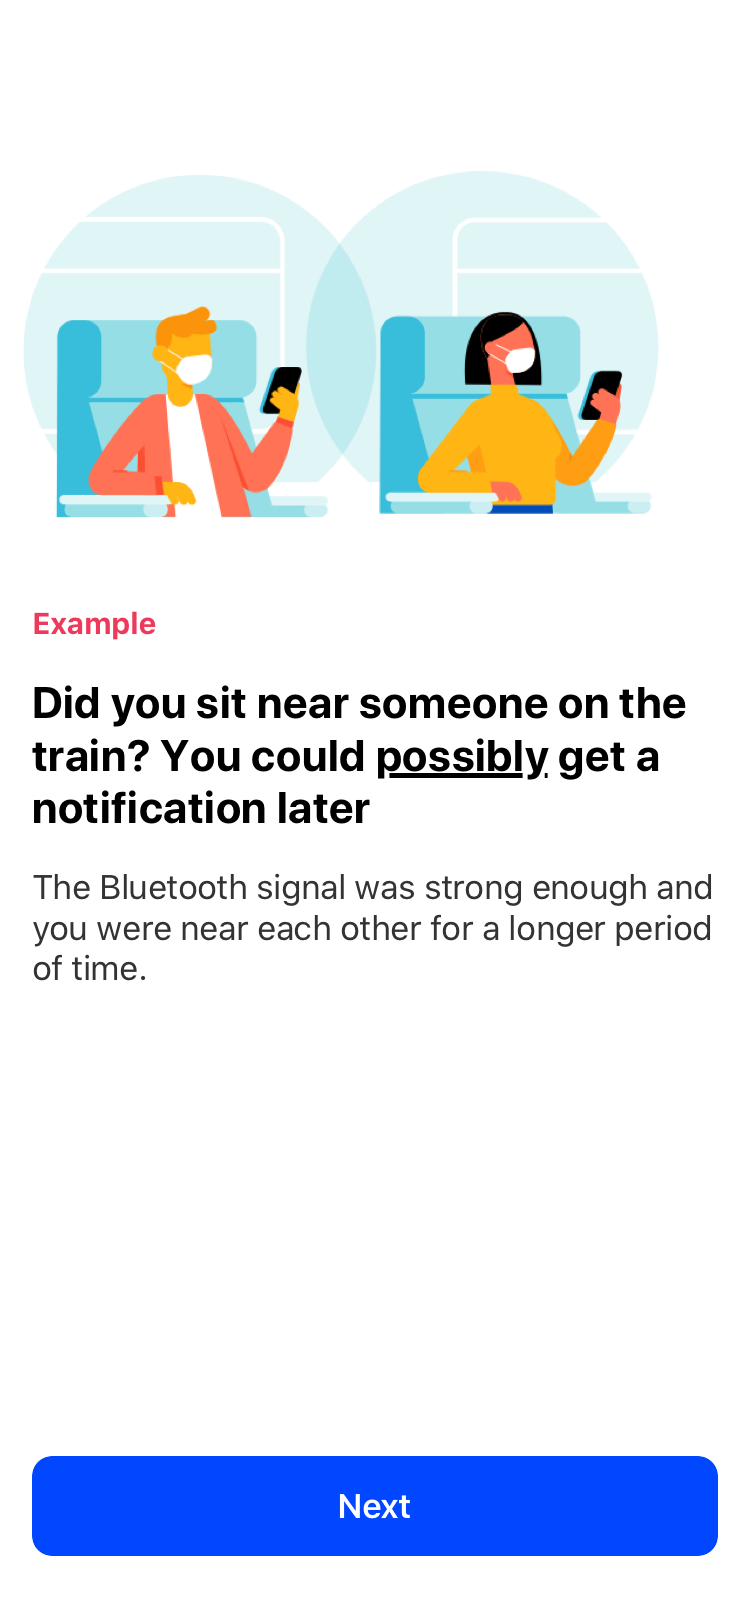 Example
Did you sit near someone on the
train? You could possibly get a
notification later
The Bluetooth signal was strong enough and
you were near each other for a longer period
of time.
Next